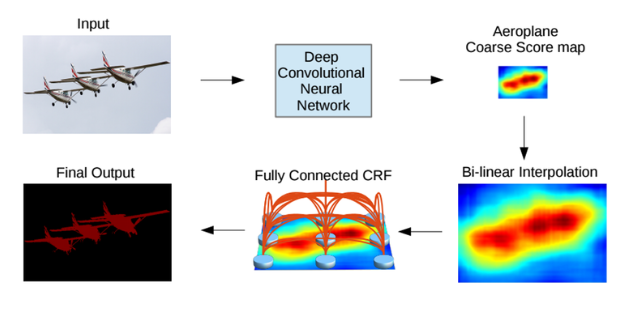 Input
Deep
Convolutional
Neural
Network
Aeroplane
Coarse Score map
Bi-linear Interpolation
Fully Connected CRF
Final Output